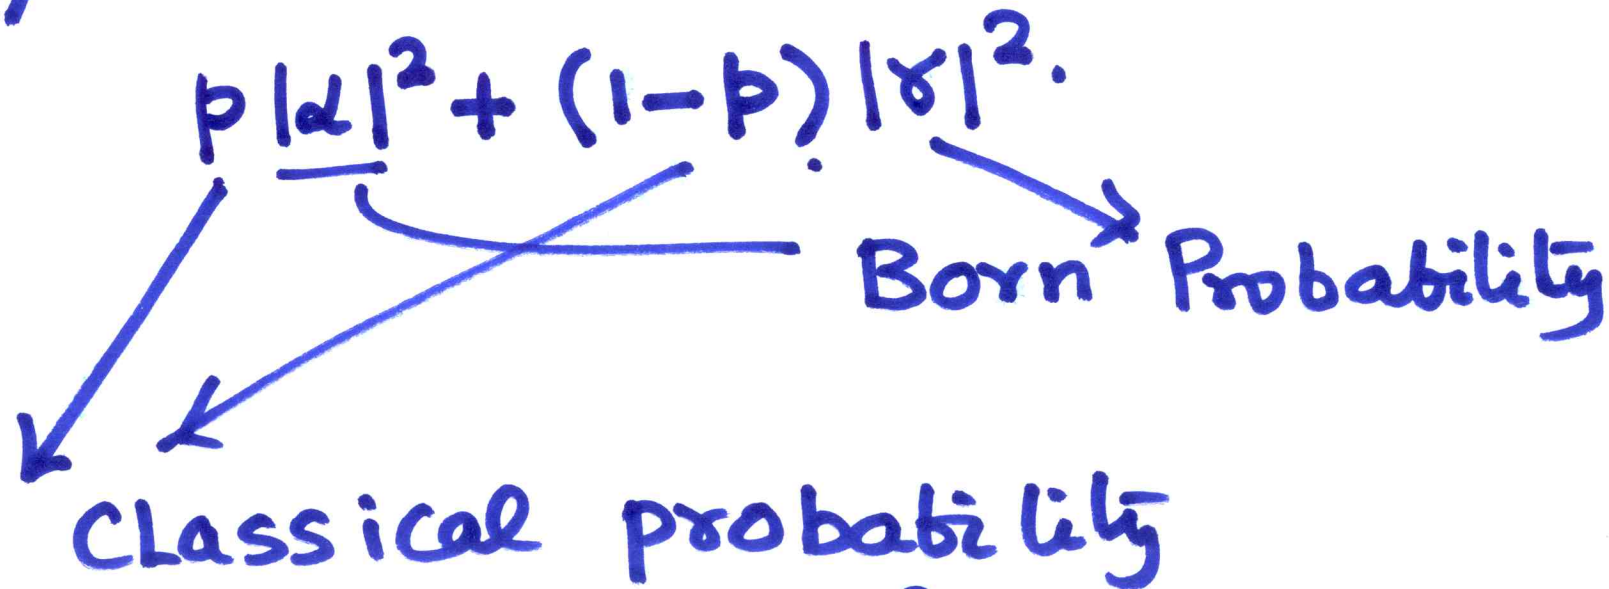 p|α|² + (1-p)|γ|².
Born Probability
Classical probability